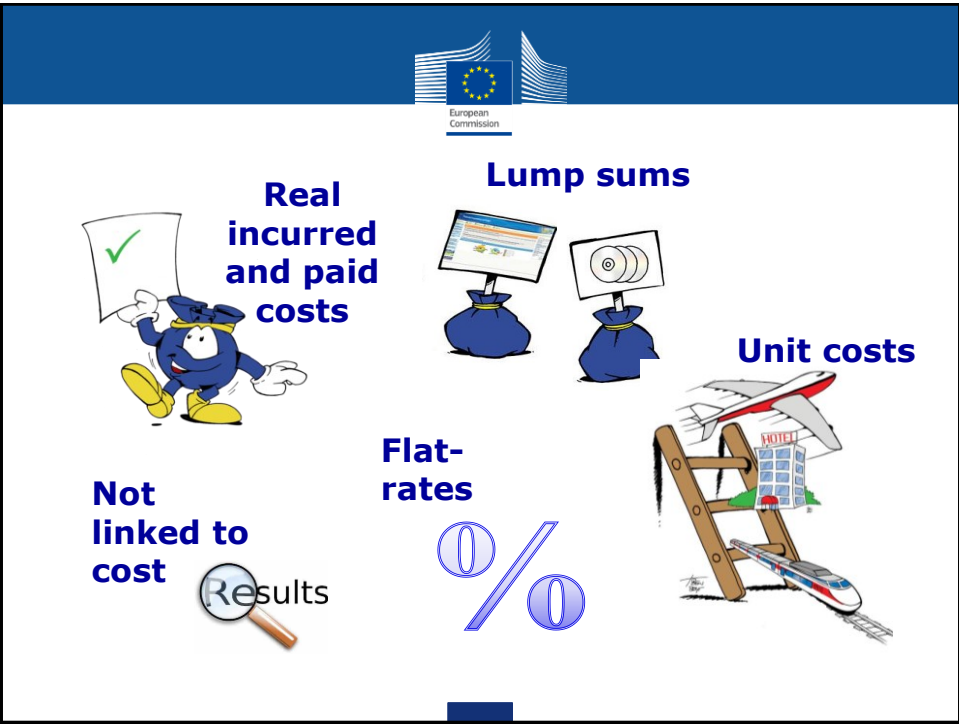 European
Commission
Lump sums
Real
incurred
and paid
costs
Unit costs
HOTEL
Flat-
rates
Not
linked to
cost
Results
%